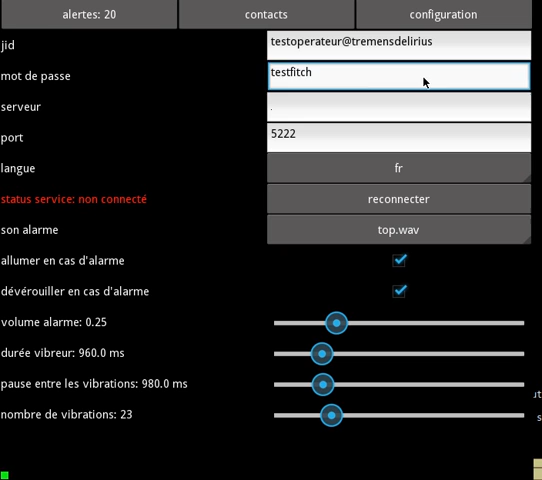 alertes: 20 contacts configuration
jid testoperateur@tremensdelirius
mot de passe testfitch
serveur .
port 5222
langue fr
status service: non connecté reconnecter
son alarme top.wav
allumer en cas d'alarme
dévérouiller en cas d'alarme
volume alarme: 0.25
durée vibreur: 960.0 ms
pause entre les vibrations: 980.0 ms
nombre de vibrations: 23